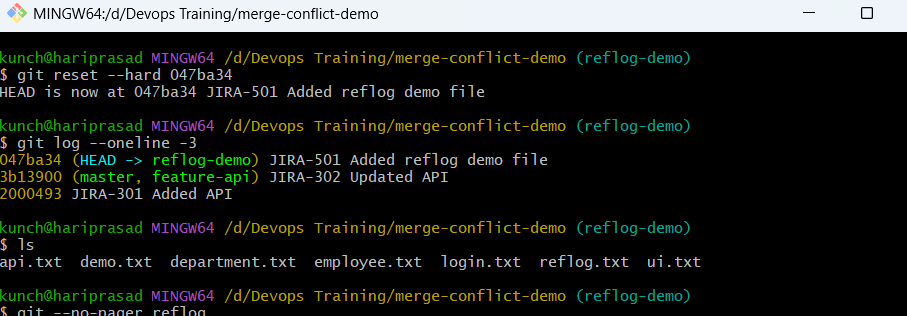 MINGW64:/d/Devops Training/merge-conflict-demo
kunch@hariprasad MINGW64 /d/Devops Training/merge-conflict-demo (reflog-demo)
$ git reset --hard 047ba34
HEAD is now at 047ba34 JIRA-501 Added reflog demo file
kunch@hariprasad MINGW64 /d/Devops Training/merge-conflict-demo (reflog-demo)
$ git log --oneline -3
047ba34 (HEAD -> reflog-demo) JIRA-501 Added reflog demo file
3b13900 (master, feature-api) JIRA-302 Updated API
2000493 JIRA-301 Added API
kunch@hariprasad MINGW64 /d/Devops Training/merge-conflict-demo (reflog-demo)
$ ls
api.txt  demo.txt  department.txt  employee.txt  login.txt  reflog.txt  ui.txt
kunch@hariprasad MINGW64 /d/Devops Training/merge-conflict-demo (reflog-demo)
$ git --no-pager reflog